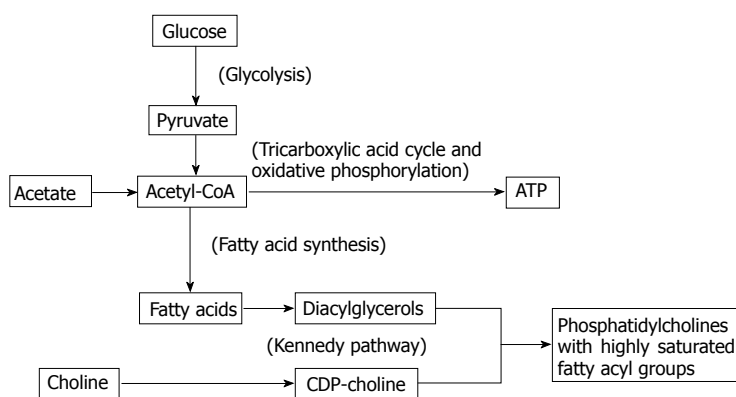 Glucose
(Glycolysis)
Pyruvate
(Tricarboxylic acid cycle and
oxidative phosphorylation)
Acetate
Acetyl-CoA
ATP
(Fatty acid synthesis)
Fatty acids
Diacylglycerols
Phosphatidylcholines
with highly saturated
fatty acyl groups
(Kennedy pathway)
Choline
CDP-choline